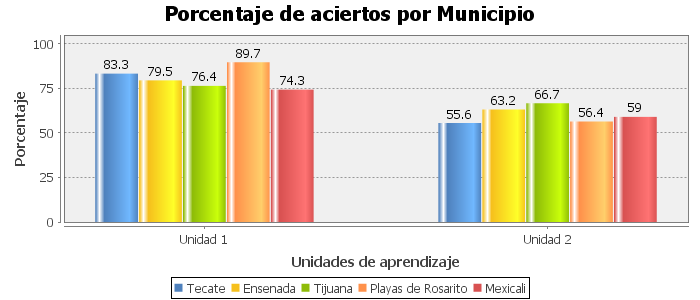 Porcentaje de aciertos por Municipio
Porcentaje
100
75
50
25
0
83.3 79.5 76.4 89.7 74.3
55.6 63.2 66.7 56.4 59
Unidad 1 Unidad 2
Unidades de aprendizaje
Tecate Ensenada Tijuana Playas de Rosarito Mexicali